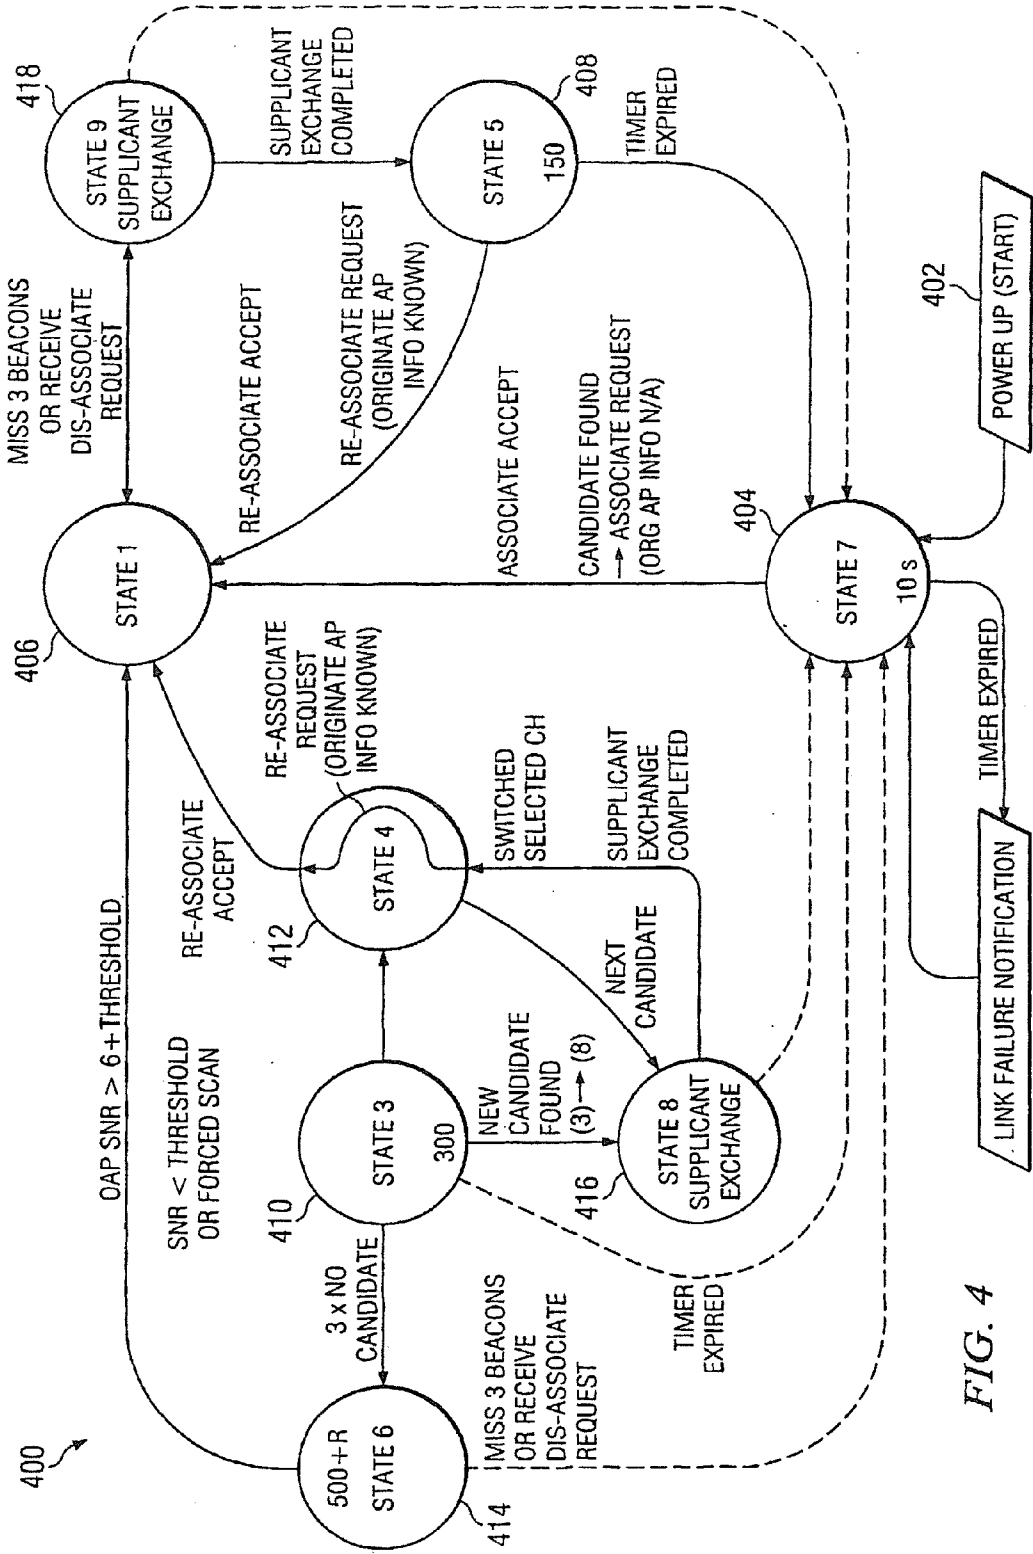 400
500+R
STATE 6
414
OAP SNR > 6+THRESHOLD
SNR < THRESHOLD
OR FORCED SCAN
3 x NO
CANDIDATE
MISS 3 BEACONS
OR RECEIVE
DIS-ASSOCIATE
REQUEST
410
STATE 3
300
NEW
CANDIDATE
FOUND
(3) → (8)
416
STATE 8
SUPPLICANT
EXCHANGE
TIMER
EXPIRED
NEXT
CANDIDATE
412
STATE 4
RE-ASSOCIATE
ACCEPT
RE-ASSOCIATE
REQUEST
(ORIGINATE AP
INFO KNOWN)
SWITCHED
SELECTED CH
SUPPLICANT
EXCHANGE
COMPLETED
406
STATE 1
MISS 3 BEACONS
OR RECEIVE
DIS-ASSOCIATE
REQUEST
418
STATE 9
SUPPLICANT
EXCHANGE
SUPPLICANT
EXCHANGE
COMPLETED
RE-ASSOCIATE ACCEPT
RE-ASSOCIATE REQUEST
(ORIGINATE AP
INFO KNOWN)
408
STATE 5
150
TIMER
EXPIRED
ASSOCIATE ACCEPT
CANDIDATE FOUND
→ ASSOCIATE REQUEST
(ORG AP INFO N/A)
404
STATE 7
10 s
402
POWER UP (START)
TIMER EXPIRED
LINK FAILURE NOTIFICATION
FIG. 4